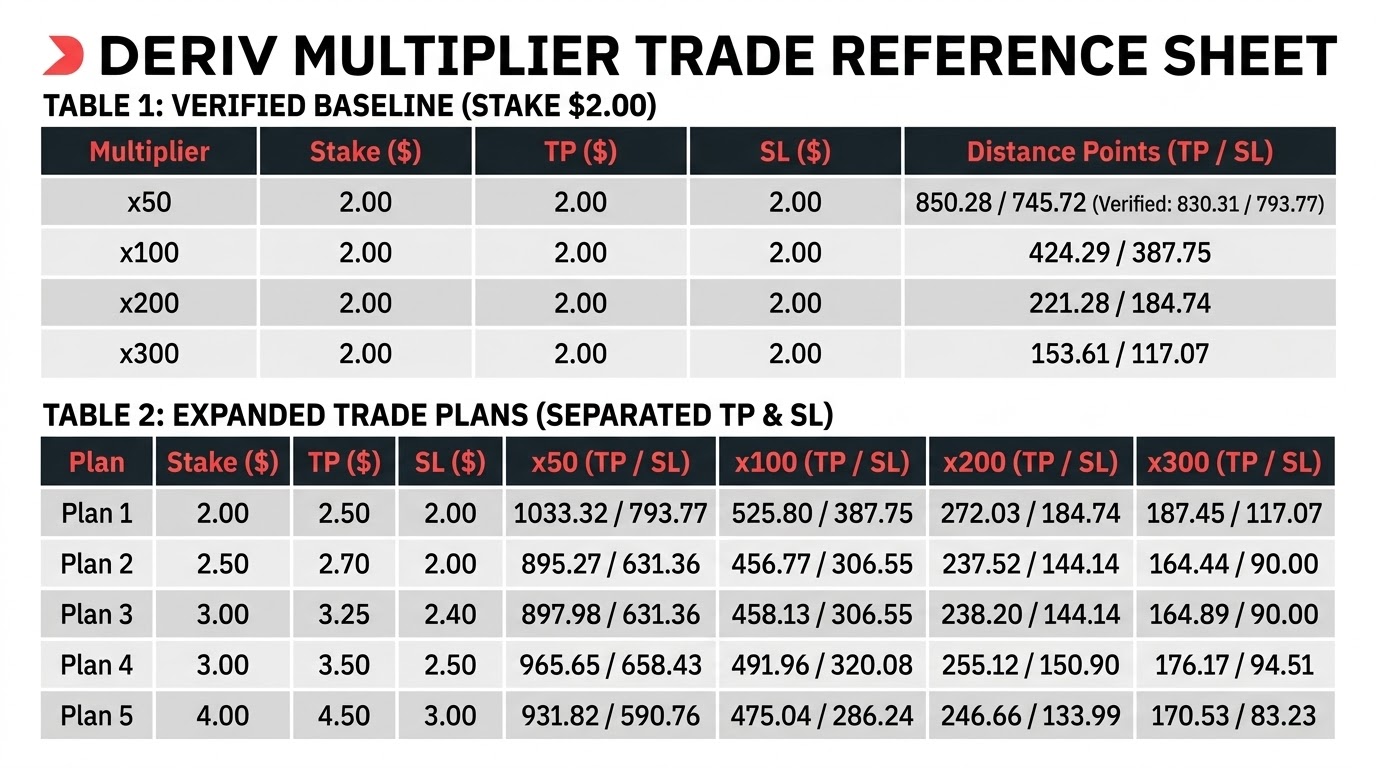 DERIV MULTIPLIER TRADE REFERENCE SHEET
TABLE 1: VERIFIED BASELINE (STAKE $2.00)
Multiplier Stake ($) TP ($) SL ($) Distance Points (TP / SL)
x50 2.00 2.00 2.00 850.28 / 745.72 (Verified: 830.31 / 793.77)
x100 2.00 2.00 2.00 424.29 / 387.75
x200 2.00 2.00 2.00 221.28 / 184.74
x300 2.00 2.00 2.00 153.61 / 117.07
TABLE 2: EXPANDED TRADE PLANS (SEPARATED TP & SL)
Plan Stake ($) TP ($) SL ($) x50 (TP / SL) x100 (TP / SL) x200 (TP / SL) x300 (TP / SL)
Plan 1 2.00 2.50 2.00 1033.32 / 793.77 525.80 / 387.75 272.03 / 184.74 187.45 / 117.07
Plan 2 2.50 2.70 2.00 895.27 / 631.36 456.77 / 306.55 237.52 / 144.14 164.44 / 90.00
Plan 3 3.00 3.25 2.40 897.98 / 631.36 458.13 / 306.55 238.20 / 144.14 164.89 / 90.00
Plan 4 3.00 3.50 2.50 965.65 / 658.43 491.96 / 320.08 255.12 / 150.90 176.17 / 94.51
Plan 5 4.00 4.50 3.00 931.82 / 590.76 475.04 / 286.24 246.66 / 133.99 170.53 / 83.23